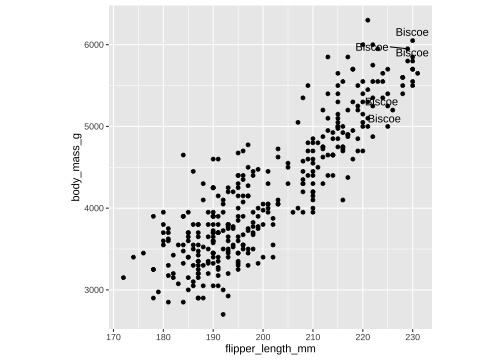 Biscoe
Biscoe
Biscoe
Biscoe
Biscoe
6000
5000
4000
3000
body_mass_g
170
180
190
200
210
220
230
flipper_length_mm